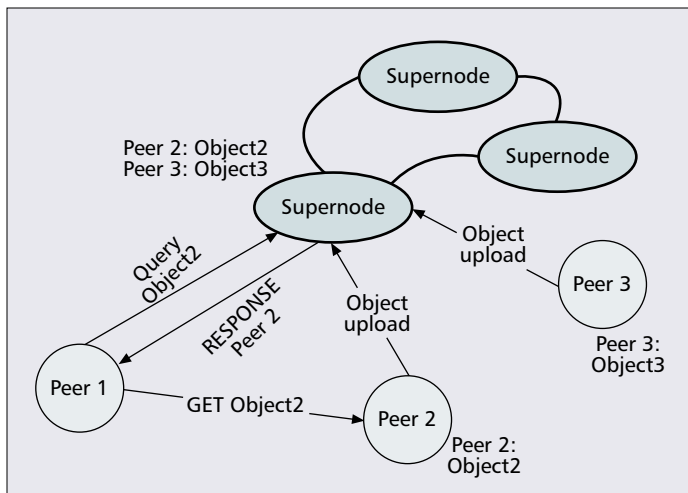 Supernode
Supernode
Peer 2: Object2
Peer 3: Object3
Supernode
Query
Object2
RESPONSE
Peer 2
Object
upload
Object
upload
Peer 3
Peer 3:
Object3
Peer 1
GET Object2
Peer 2
Peer 2:
Object2